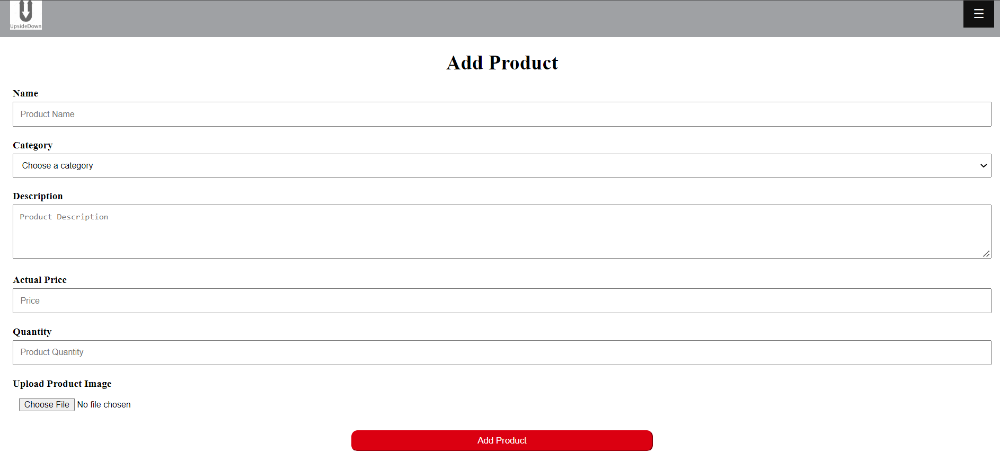 UpsideDown
☰
Add Product
Name
Product Name
Category
Choose a category
Description
Product Description
Actual Price
Price
Quantity
Product Quantity
Upload Product Image
Choose File No file chosen
Add Product